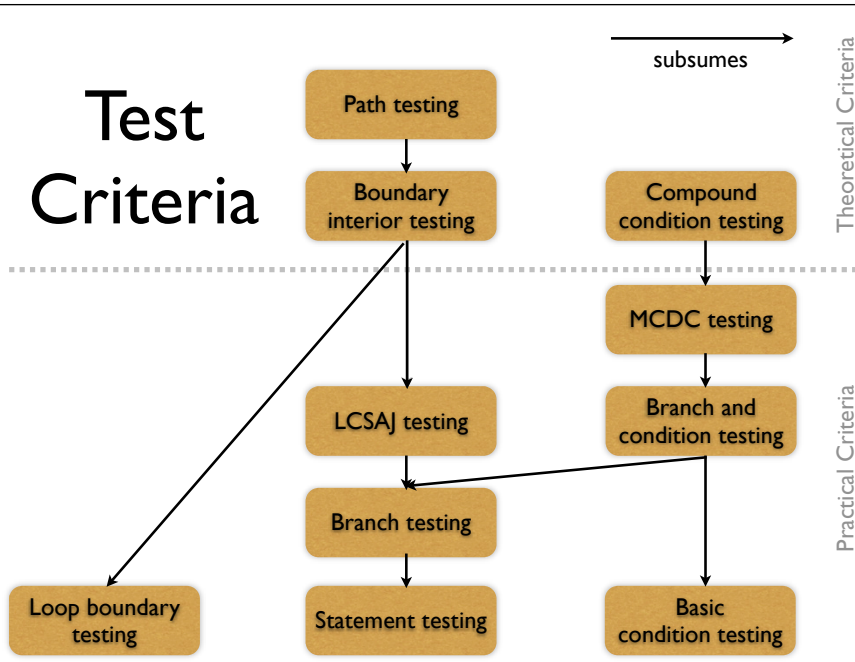 Test
Criteria
subsumes
Theoretical Criteria
Path testing
Boundary
interior testing
Compound
condition testing
MCDC testing
LCSAJ testing
Branch and
condition testing
Practical Criteria
Branch testing
Loop boundary
testing
Statement testing
Basic
condition testing